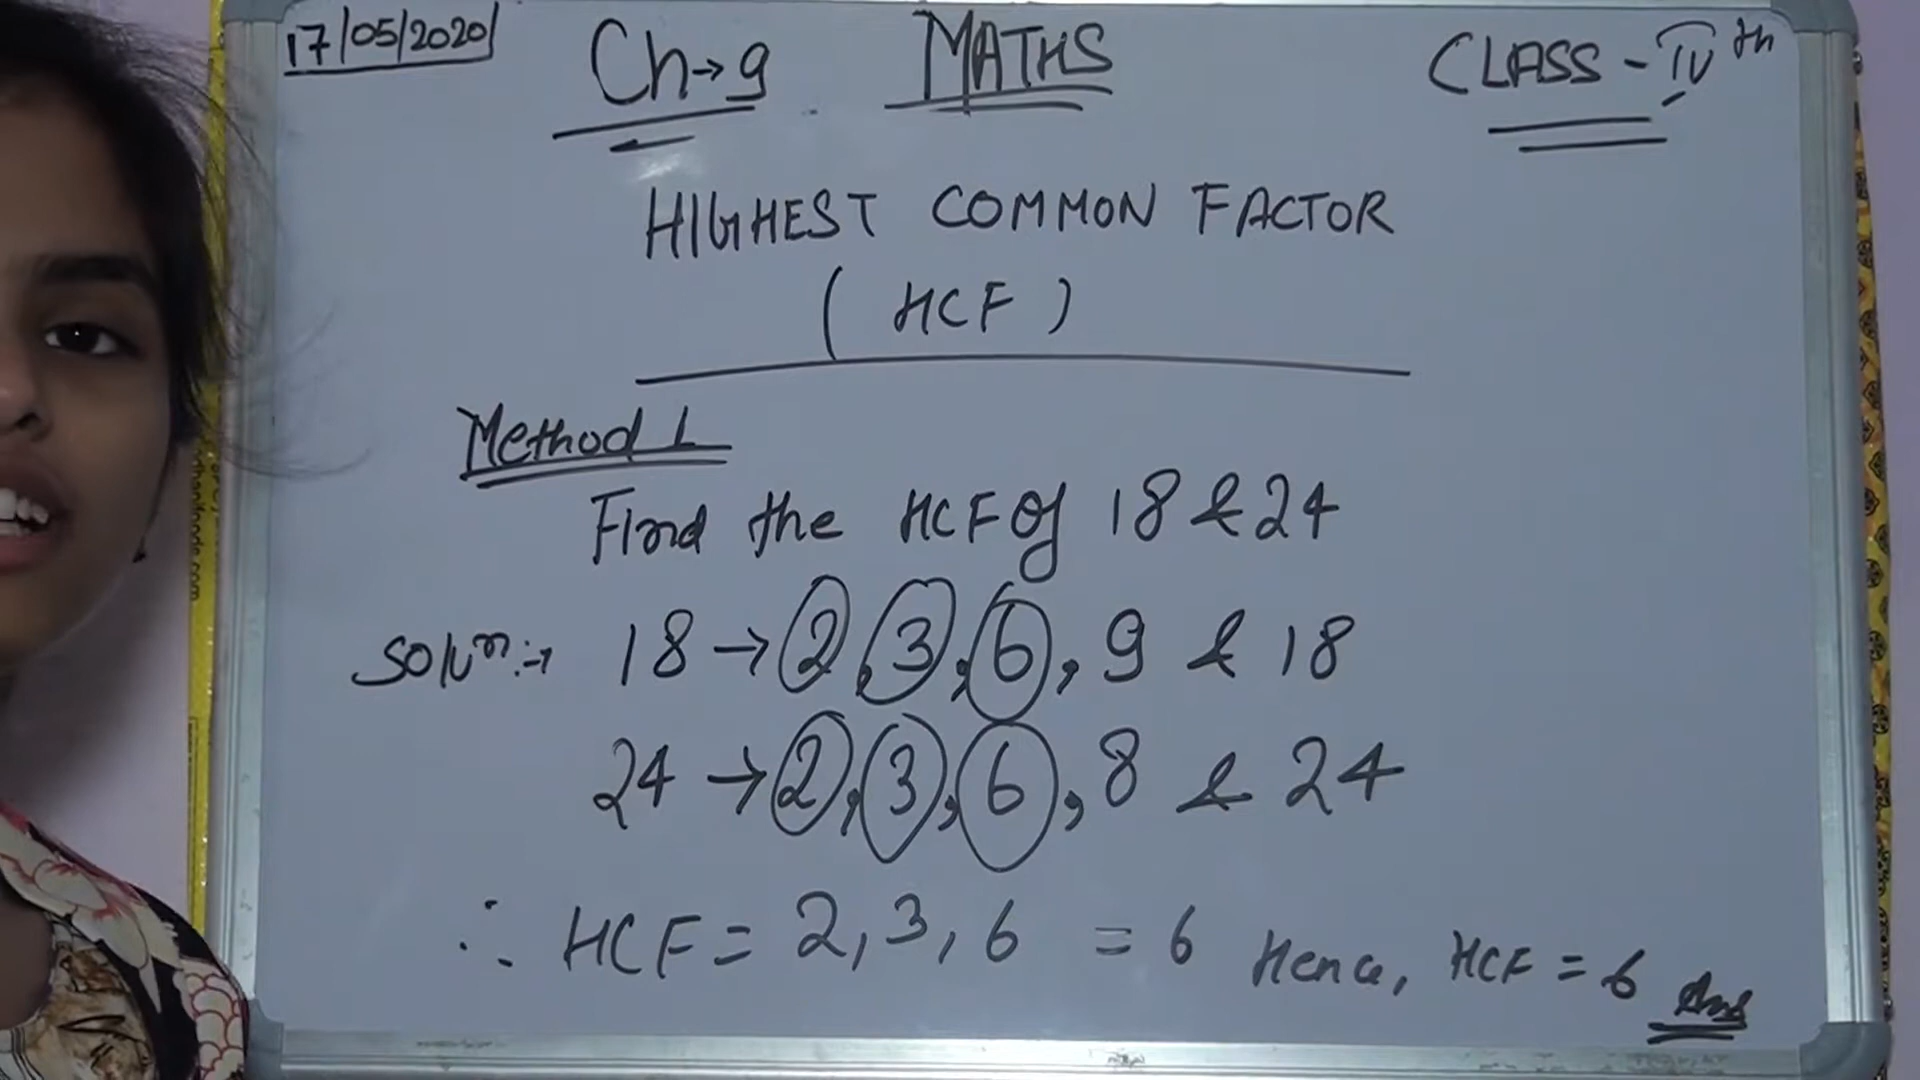 17/05/2020
Ch→9 MATHS CLASS - IVth
HIGHEST COMMON FACTOR
(HCF)
Method 1
Find the HCF of 18 & 24
Solun:→ 18 → 2, 3, 6, 9 & 18
24 → 2, 3, 6, 8 & 24
∴ HCF = 2, 3, 6 = 6 Hence, HCF = 6 Ans